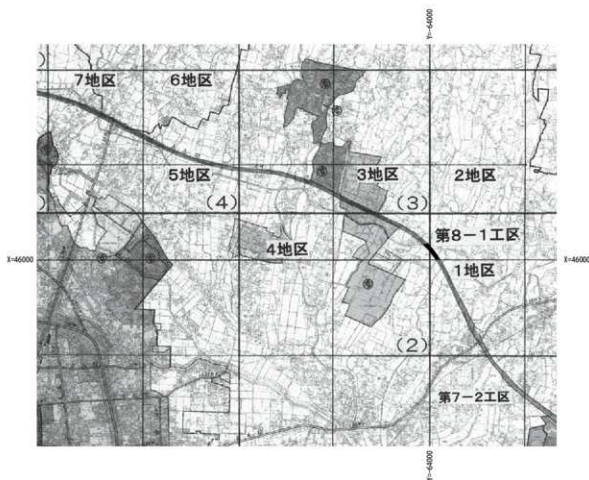 Y=-64000
7地区
6地区
5地区
3地区
2地区
(4)
(3)
4地区
第8-1工区
X=46000
X=46000
1地区
(2)
第7-2工区
Y=-64000